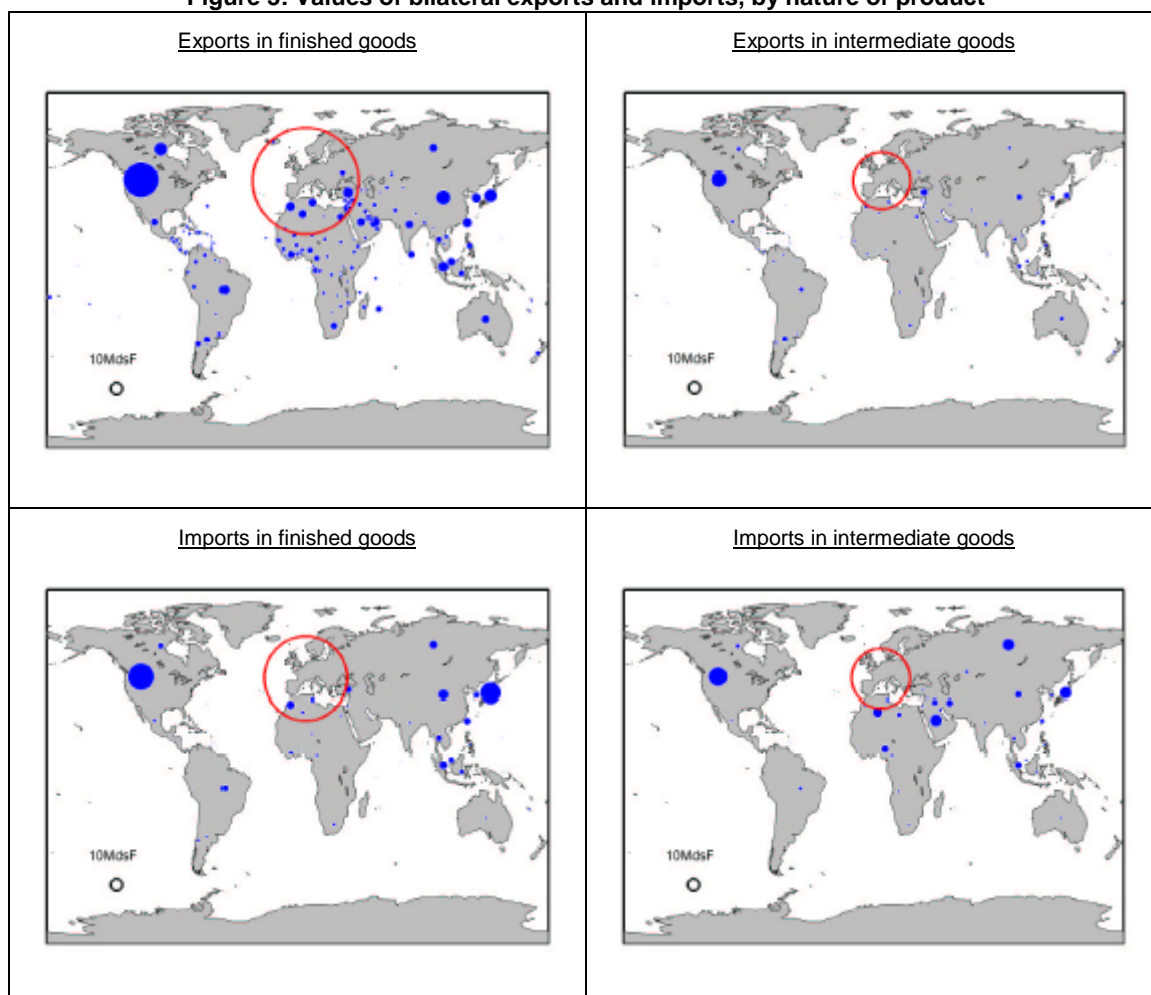 Figure 3: Values of bilateral exports and imports, by nature of product
Exports in finished goods
Exports in intermediate goods
10MdsF
10MdsF
Imports in finished goods
Imports in intermediate goods
10MdsF
10MdsF